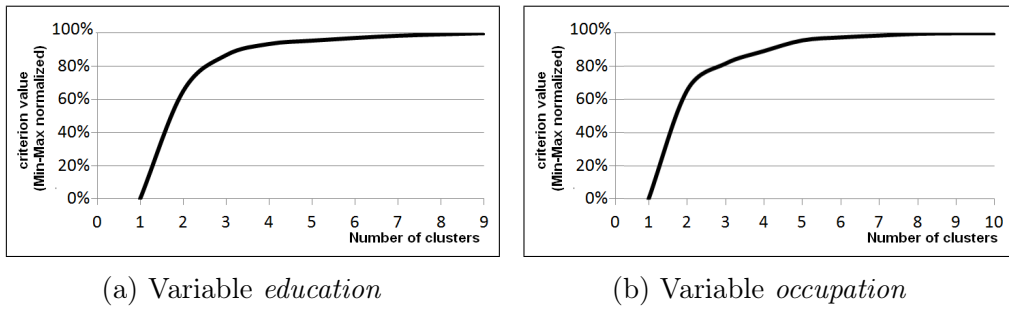 100%
80%
60%
40%
20%
0%
criterion value
(Min-Max normalized)
0 1 2 3 4 5 6 7 8 9
Number of clusters
(a) Variable education
100%
80%
60%
40%
20%
0%
criterion value
(Min-Max normalized)
0 1 2 3 4 5 6 7 8 9 10
Number of clusters
(b) Variable occupation